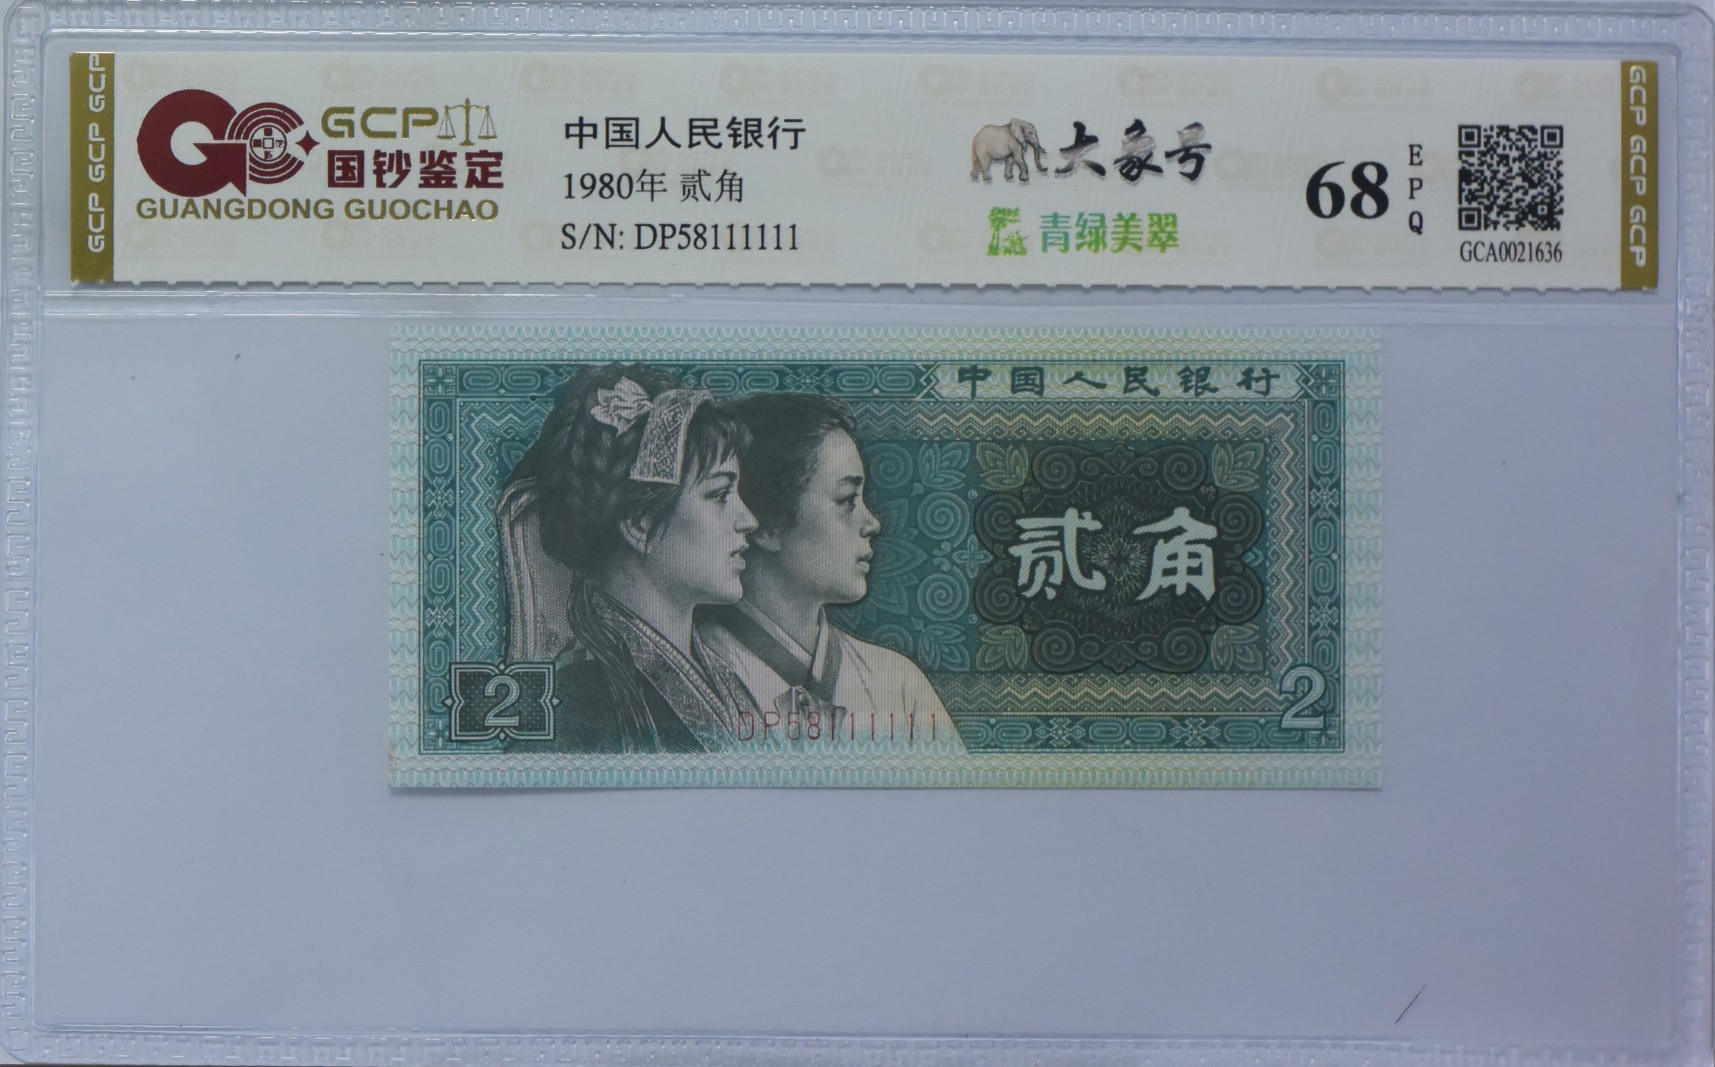 GCP GCP GCP
GCP
国钞鉴定
GUANGDONG GUOCHAO
中国人民银行
1980年 贰角
S/N: DP58111111
大象号
青绿美翠
68
EPQ
GCA0021636
GCP GCP GCP
中国人民银行
贰角
2
2
DP58111111